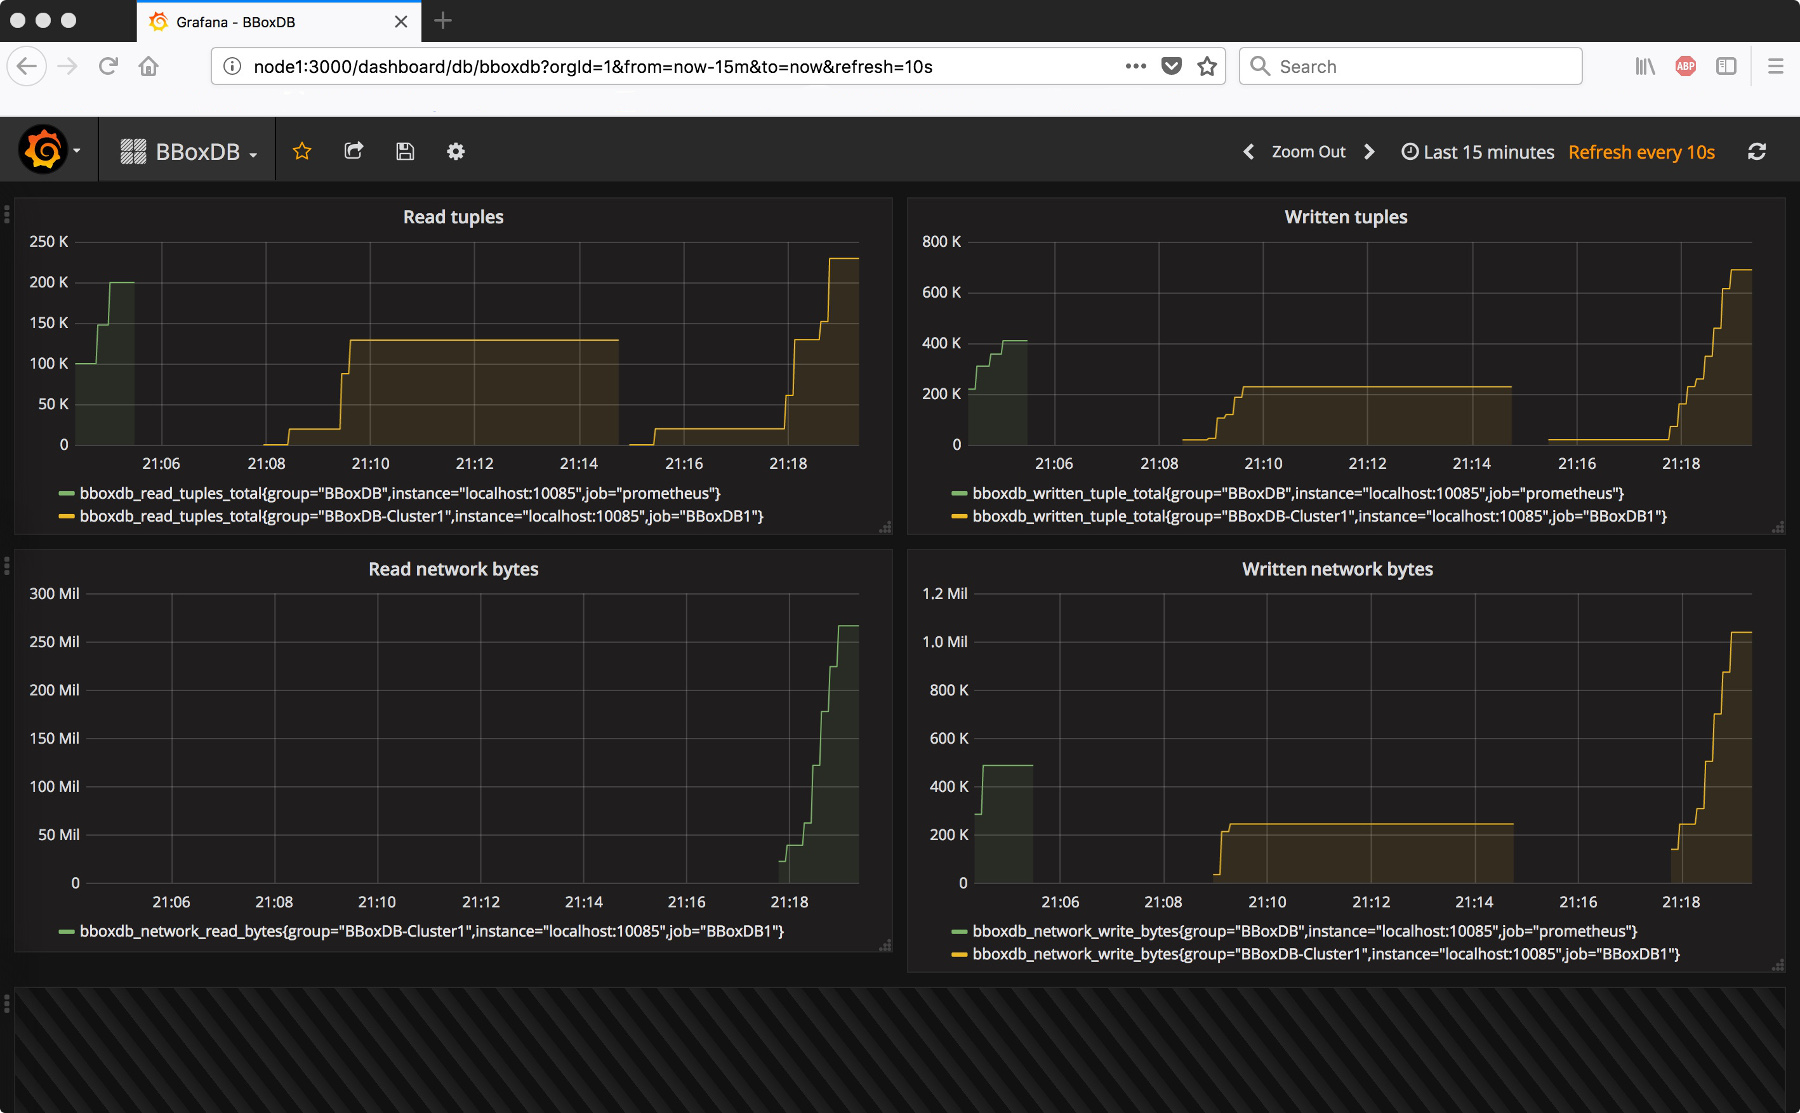 Grafana - BBoxDB
node1:3000/dashboard/db/bboxdb?orgId=1&from=now-15m&to=now&refresh=10s
Search
ABP
BBoxDB
Zoom Out
Last 15 minutes
Refresh every 10s
Read tuples
250 K
200 K
150 K
100 K
50 K
0
21:06 21:08 21:10 21:12 21:14 21:16 21:18
bboxdb_read_tuples_total{group="BBoxDB",instance="localhost:10085",job="prometheus"}
bboxdb_read_tuples_total{group="BBoxDB-Cluster1",instance="localhost:10085",job="BBoxDB1"}
Written tuples
800 K
600 K
400 K
200 K
0
21:06 21:08 21:10 21:12 21:14 21:16 21:18
bboxdb_written_tuple_total{group="BBoxDB",instance="localhost:10085",job="prometheus"}
bboxdb_written_tuple_total{group="BBoxDB-Cluster1",instance="localhost:10085",job="BBoxDB1"}
Read network bytes
300 Mil
250 Mil
200 Mil
150 Mil
100 Mil
50 Mil
0
21:06 21:08 21:10 21:12 21:14 21:16 21:18
bboxdb_network_read_bytes{group="BBoxDB-Cluster1",instance="localhost:10085",job="BBoxDB1"}
Written network bytes
1.2 Mil
1.0 Mil
800 K
600 K
400 K
200 K
0
21:06 21:08 21:10 21:12 21:14 21:16 21:18
bboxdb_network_write_bytes{group="BBoxDB",instance="localhost:10085",job="prometheus"}
bboxdb_network_write_bytes{group="BBoxDB-Cluster1",instance="localhost:10085",job="BBoxDB1"}